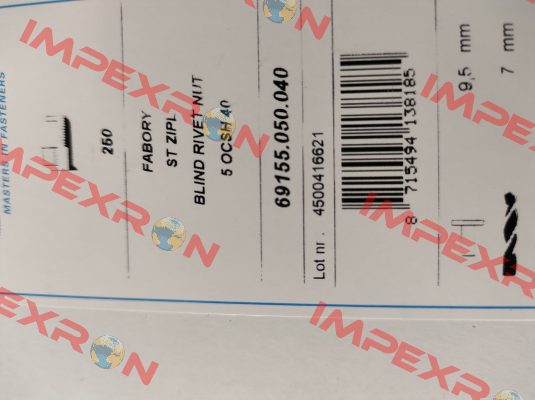 MASTERS IN FASTENERS
250
FABORY
ST ZIPL
BLIND RIVET NUT
5 OCSH 40
69155.050.040
Lot nr. 4500416621
8 715494 138185
9,5 mm
7 mm
IMPEXRON
IMPEXRON
IMPEXRON
IMPEXRON
IMPEXRON